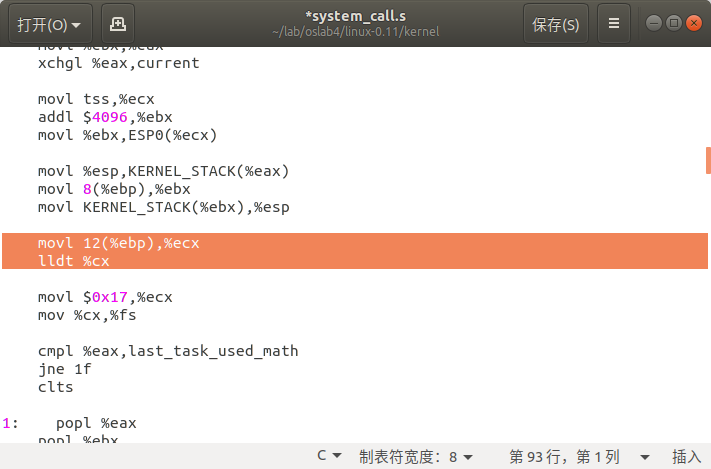 打开(O)
*system_call.s
~/lab/oslab4/linux-0.11/kernel
保存(S)
movl %ebx,%eax
xchgl %eax,current
movl tss,%ecx
addl $4096,%ebx
movl %ebx,ESP0(%ecx)
movl %esp,KERNEL_STACK(%eax)
movl 8(%ebp),%ebx
movl KERNEL_STACK(%ebx),%esp
movl 12(%ebp),%ecx
lldt %cx
movl $0x17,%ecx
mov %cx,%fs
cmpl %eax,last_task_used_math
jne 1f
clts
1: popl %eax
popl %ebx
C 制表符宽度：8 第 93 行，第 1 列 插入